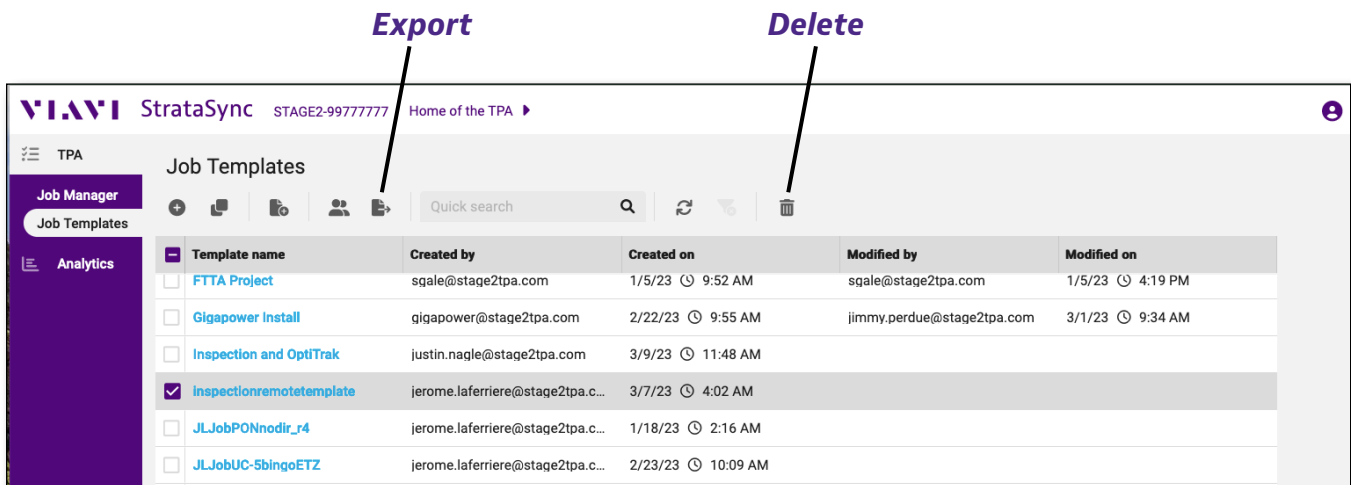 Export Delete
VIAVI StrataSync STAGE2-99777777 Home of the TPA
TPA
Job Templates
Job Manager
Quick search
Job Templates
Template name Created by Created on Modified by Modified on
Analytics
FTTA Project sgale@stage2tpa.com 1/5/23 9:52 AM sgale@stage2tpa.com 1/5/23 4:19 PM
Gigapower Install gigapower@stage2tpa.com 2/22/23 9:55 AM jimmy.perdue@stage2tpa.com 3/1/23 9:34 AM
Inspection and OptiTrak justin.nagle@stage2tpa.com 3/9/23 11:48 AM
inspectionremotetemplate jerome.laferriere@stage2tpa.c... 3/7/23 4:02 AM
JLJobPONnodir_r4 jerome.laferriere@stage2tpa.c... 1/18/23 2:16 AM
JLJobUC-5bingoETZ jerome.laferriere@stage2tpa.c... 2/23/23 10:09 AM